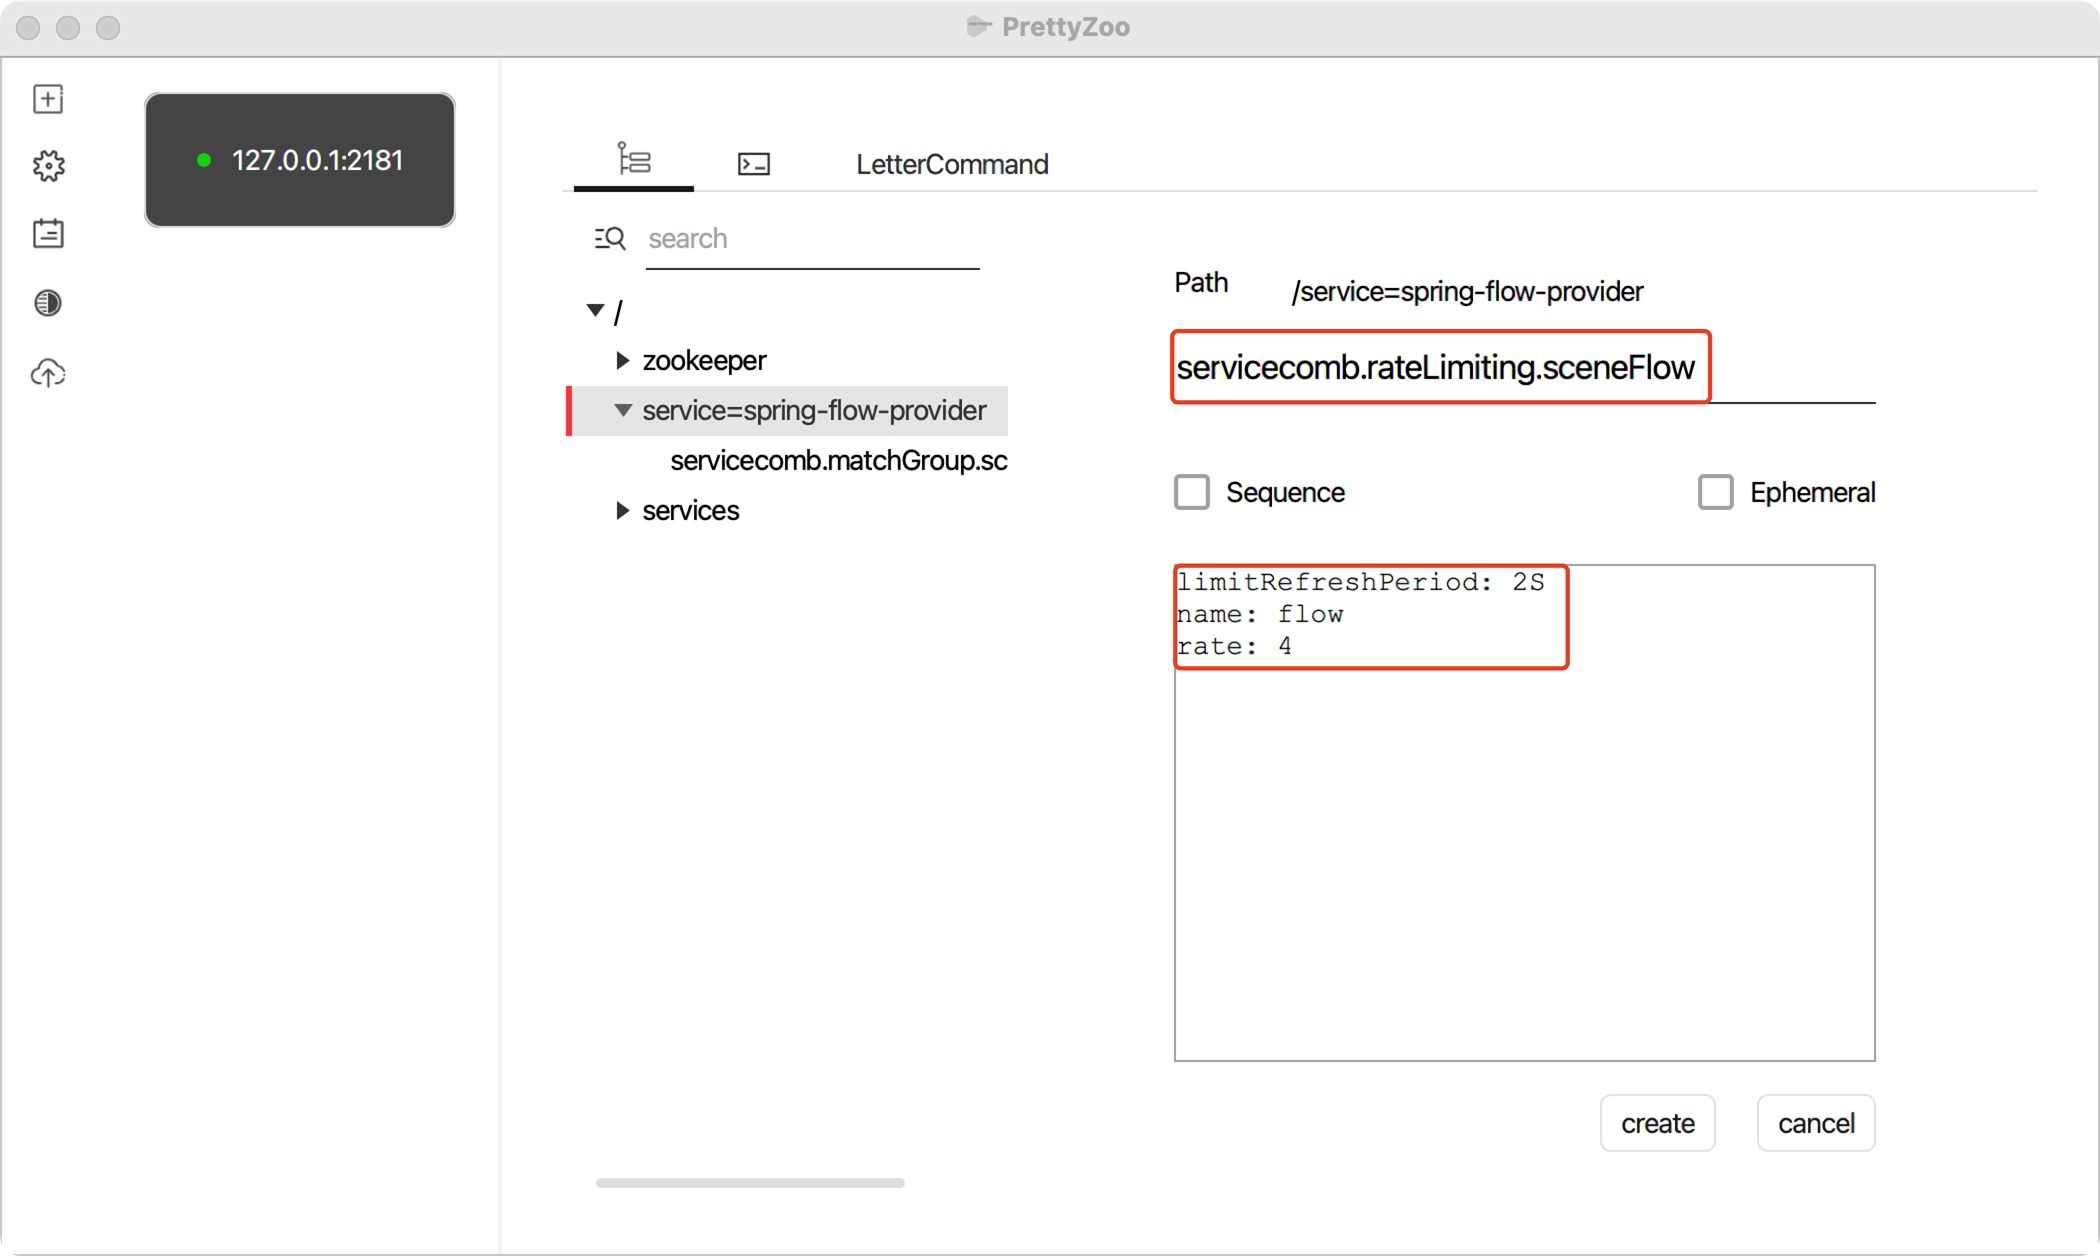 PrettyZoo
127.0.0.1:2181
LetterCommand
search
/
zookeeper
service=spring-flow-provider
servicecomb.matchGroup.sc
services
Path
/service=spring-flow-provider
servicecomb.rateLimiting.sceneFlow
Sequence
Ephemeral
limitRefreshPeriod: 2S
name: flow
rate: 4
create
cancel